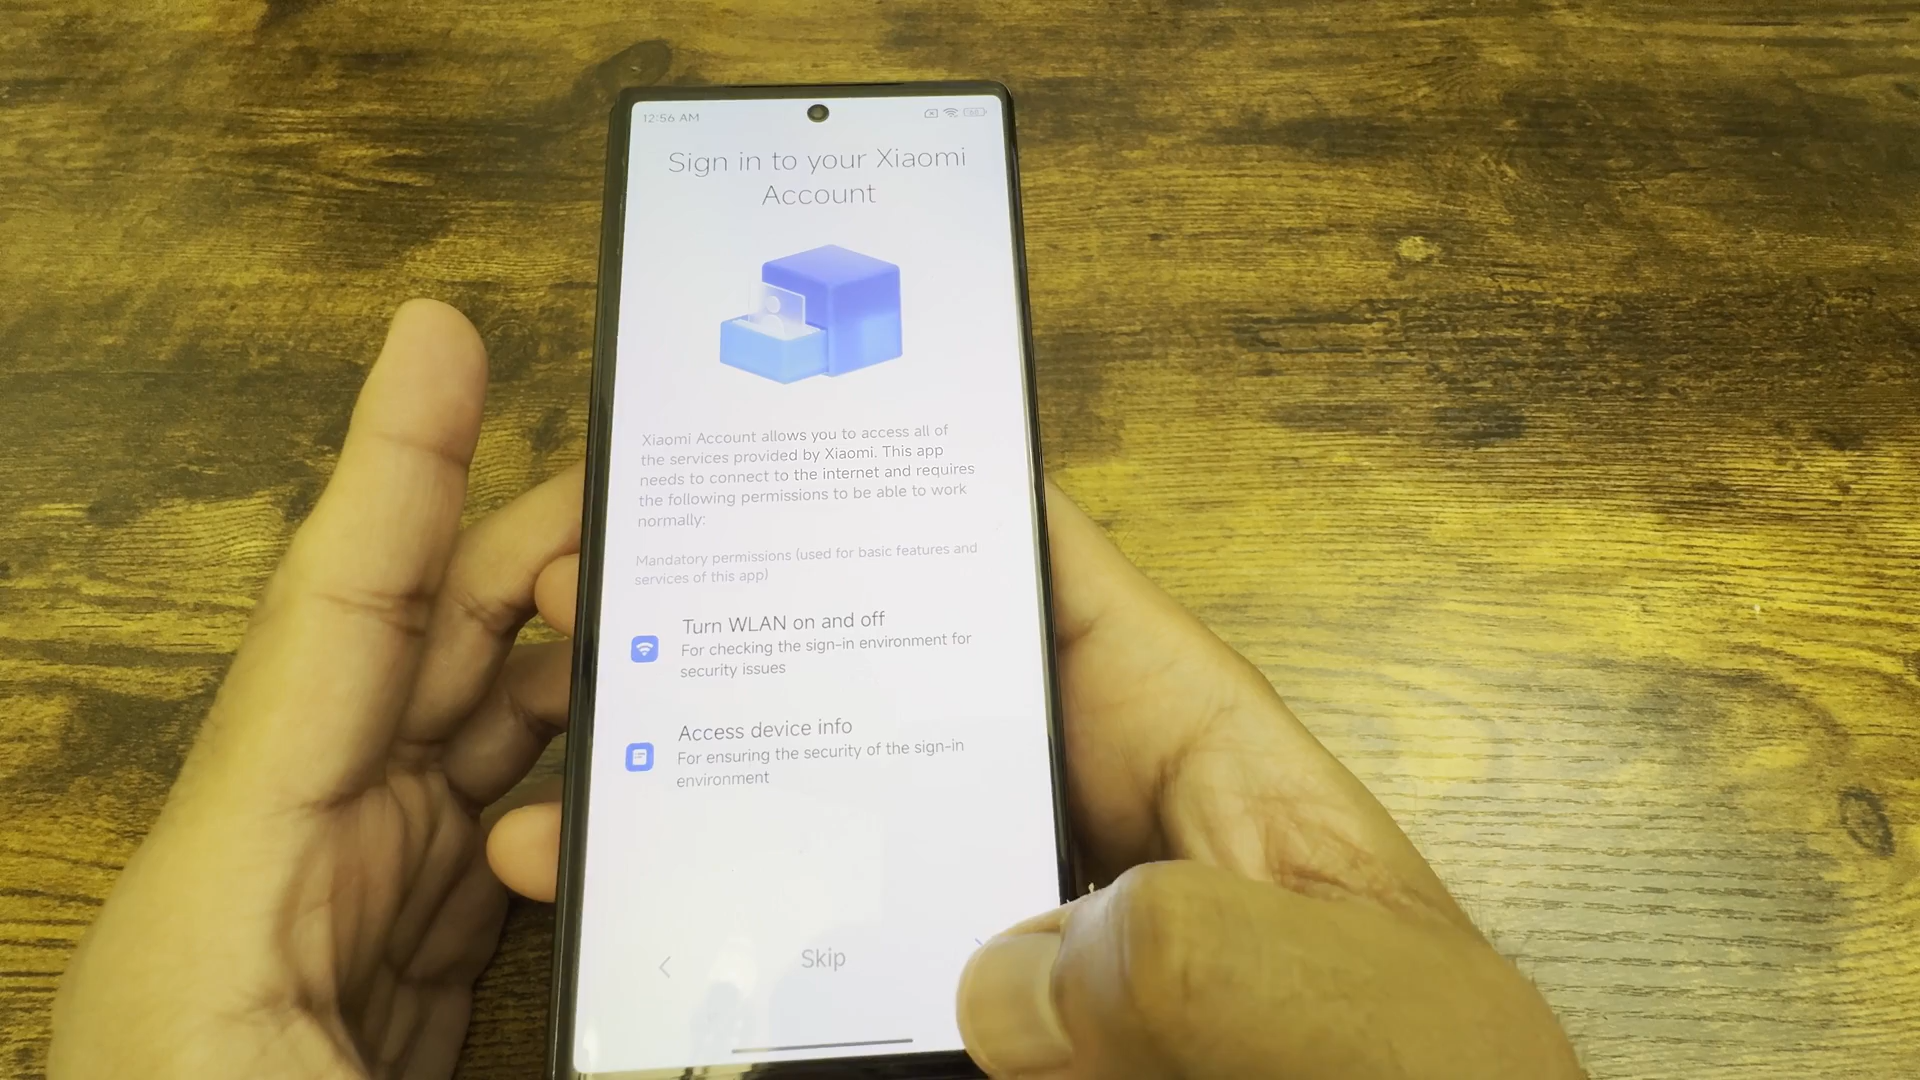 12:56 AM
Sign in to your Xiaomi
Account
Xiaomi Account allows you to access all of
the services provided by Xiaomi. This app
needs to connect to the internet and requires
the following permissions to be able to work
normally:
Mandatory permissions (used for basic features and
services of this app)
Turn WLAN on and off
For checking the sign-in environment for
security issues
Access device info
For ensuring the security of the sign-in
environment
Skip